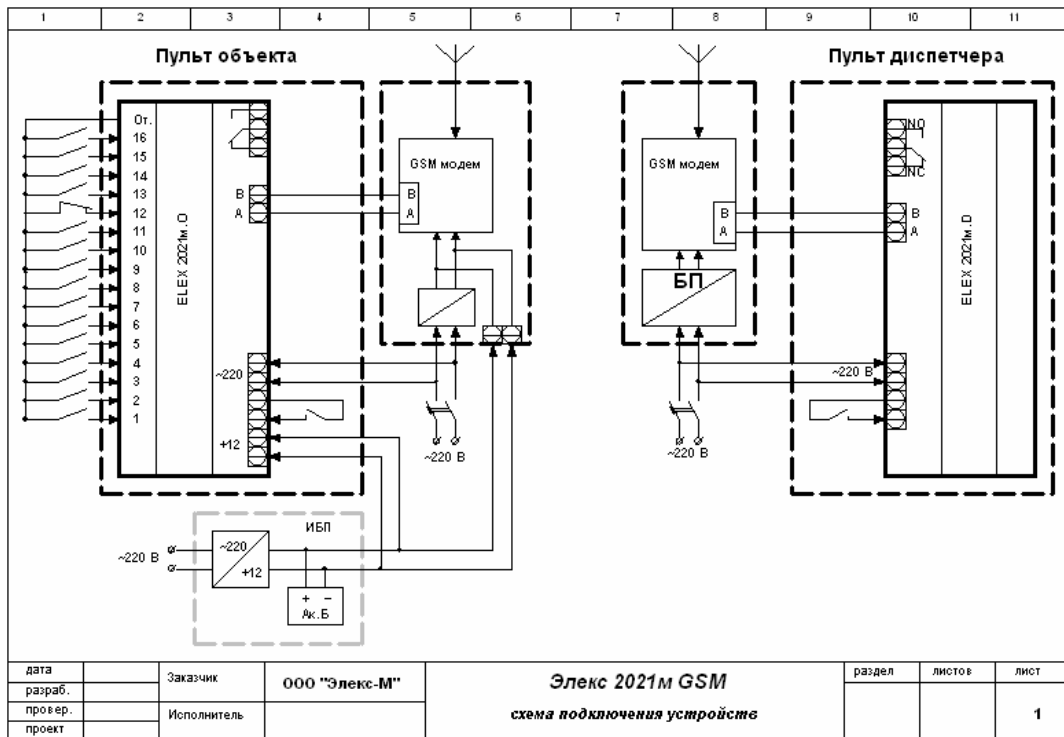 1 2 3 4 5 6 7 8 9 10 11
Пульт объекта
Пульт диспетчера
От.
16
15
14
13
12
11
10
9
8
7
6
5
4
3
2
1
ELEX 2021м.О
В
А
~220
+12
GSM модем
В
А
~220 В
GSM модем
В
А
БП
~220 В
NO
NC
В
А
~220 В
ELEX 2021м.D
ИБП
~220 В
~220
+12
+ −
Ак.Б
дата
разраб.
провер.
проект
Заказчик
Исполнитель
ООО "Элекс-М"
Элекс 2021м GSM
схема подключения устройств
раздел листов лист
1